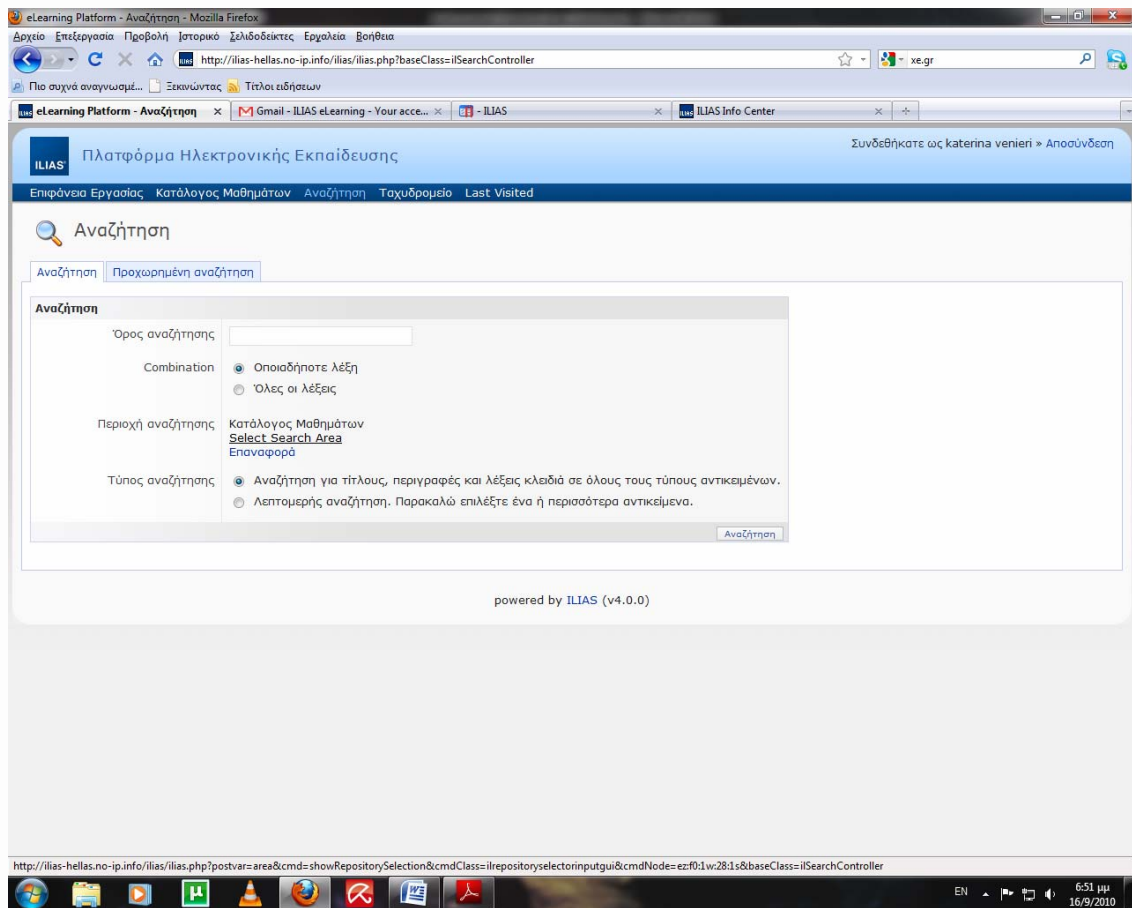 eLearning Platform - Αναζήτηση - Mozilla Firefox
Αρχείο Επεξεργασία Προβολή Ιστορικό Σελιδοδείκτες Εργαλεία Βοήθεια
http://ilias-hellas.no-ip.info/ilias/ilias.php?baseClass=ilSearchController
xe.gr
Πιο συχνά αναγνωσμέ... Ξεκινώντας Τίτλοι ειδήσεων
eLearning Platform - Αναζήτηση
Gmail - ILIAS eLearning - Your acce...
- ILIAS
ILIAS Info Center
Συνδεθήκατε ως katerina venieri » Αποσύνδεση
ILIAS
Πλατφόρμα Ηλεκτρονικής Εκπαίδευσης
Επιφάνεια Εργασίας Κατάλογος Μαθημάτων Αναζήτηση Ταχυδρομείο Last Visited
Αναζήτηση
Αναζήτηση Προχωρημένη αναζήτηση
Αναζήτηση
Όρος αναζήτησης
Combination Οποιαδήποτε λέξη
Όλες οι λέξεις
Περιοχή αναζήτησης Κατάλογος Μαθημάτων
Select Search Area
Επαναφορά
Τύπος αναζήτησης Αναζήτηση για τίτλους, περιγραφές και λέξεις κλειδιά σε όλους τους τύπους αντικειμένων.
Λεπτομερής αναζήτηση. Παρακαλώ επιλέξτε ένα ή περισσότερα αντικείμενα.
Αναζήτηση
powered by ILIAS (v4.0.0)
http://ilias-hellas.no-ip.info/ilias/ilias.php?postvar=area&cmd=showRepositorySelection&cmdClass=ilrepositoryselectorinputgui&cmdNode=ez:f0:1w:28:1s&baseClass=ilSearchController
EN
6:51 μμ
16/9/2010